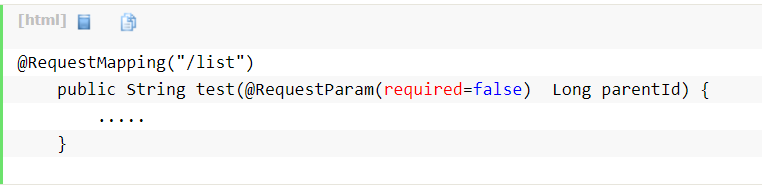 [html]
@RequestMapping("/list")
    public String test(@RequestParam(required=false)  Long parentId) {
        .....
    }